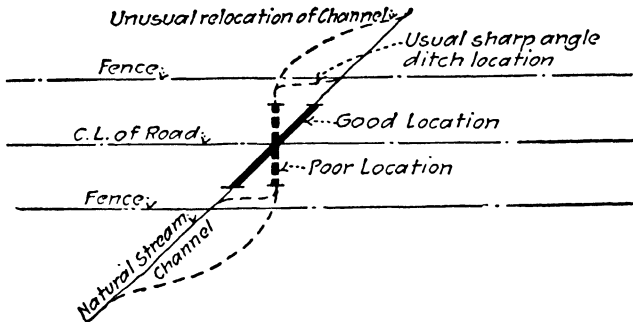 Unusual relocation of Channel
Usual sharp angle
ditch location
Fence
Good Location
C.L. of Road
Poor Location
Fence
Natural Stream
Channel